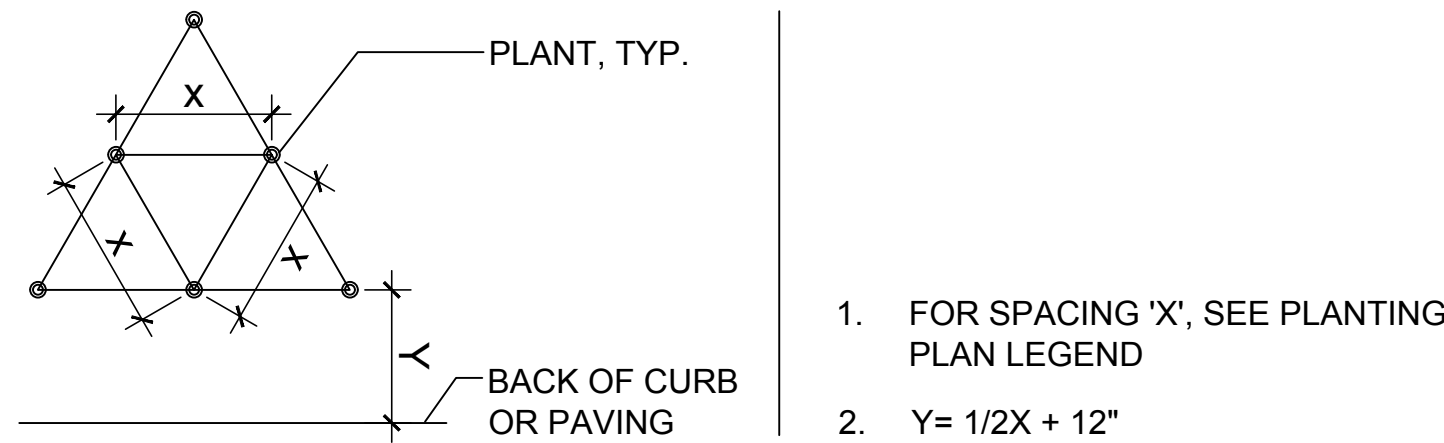 PLANT, TYP.
X
X
X
Y
BACK OF CURB
OR PAVING
1. FOR SPACING 'X', SEE PLANTING
PLAN LEGEND
2. Y= 1/2X + 12"